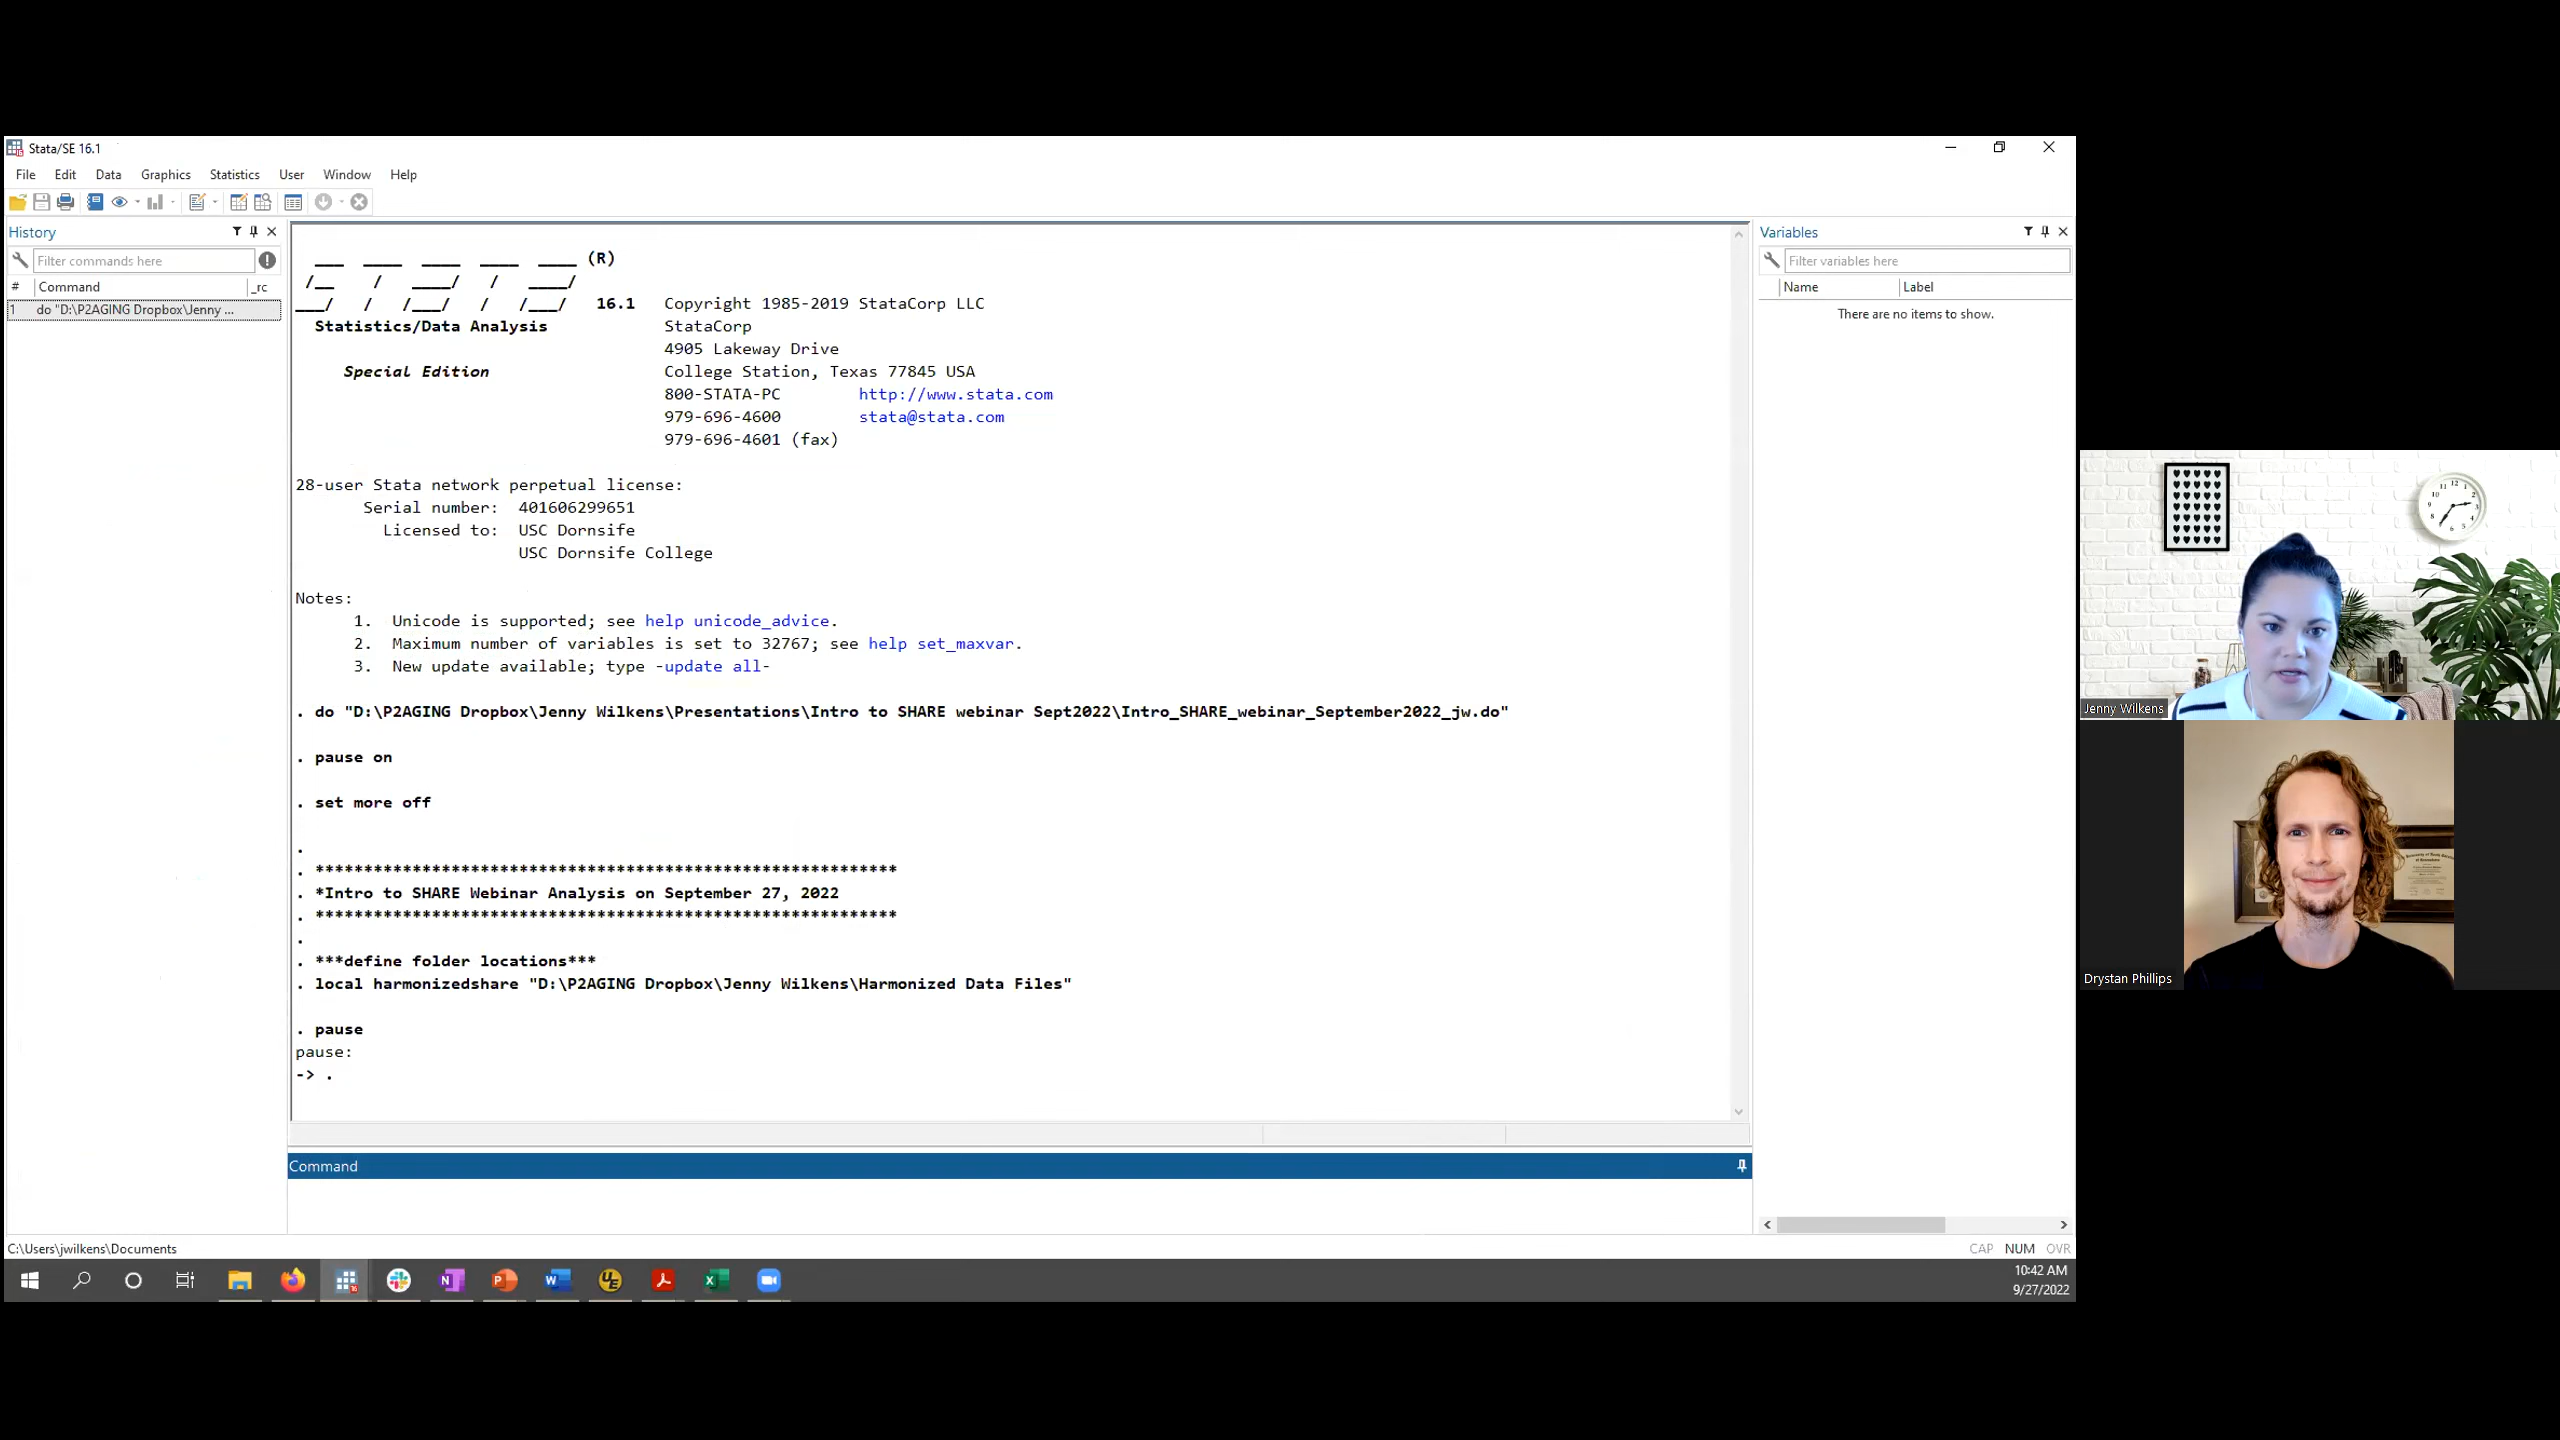 Stata/SE 16.1
File Edit Data Graphics Statistics User Window Help
History
Filter commands here
# Command _rc
1 do "D:\P2AGING Dropbox\Jenny ...
(R)
16.1 Copyright 1985-2019 StataCorp LLC
Statistics/Data Analysis StataCorp
4905 Lakeway Drive
Special Edition College Station, Texas 77845 USA
800-STATA-PC http://www.stata.com
979-696-4600 stata@stata.com
979-696-4601 (fax)
28-user Stata network perpetual license:
Serial number: 401606299651
Licensed to: USC Dornsife
USC Dornsife College
Notes:
1. Unicode is supported; see help unicode_advice.
2. Maximum number of variables is set to 32767; see help set_maxvar.
3. New update available; type -update all-
. do "D:\P2AGING Dropbox\Jenny Wilkens\Presentations\Intro to SHARE webinar Sept2022\Intro_SHARE_webinar_September2022_jw.do"
. pause on
. set more off
.
. ************************************************************
. *Intro to SHARE Webinar Analysis on September 27, 2022
. ************************************************************
.
. ***define folder locations***
. local harmonizedshare "D:\P2AGING Dropbox\Jenny Wilkens\Harmonized Data Files"
. pause
pause:
-> .
Command
Variables
Filter variables here
Name Label
There are no items to show.
C:\Users\jwilkens\Documents
CAP NUM OVR
10:42 AM
9/27/2022
Jenny Wilkens
Drystan Phillips